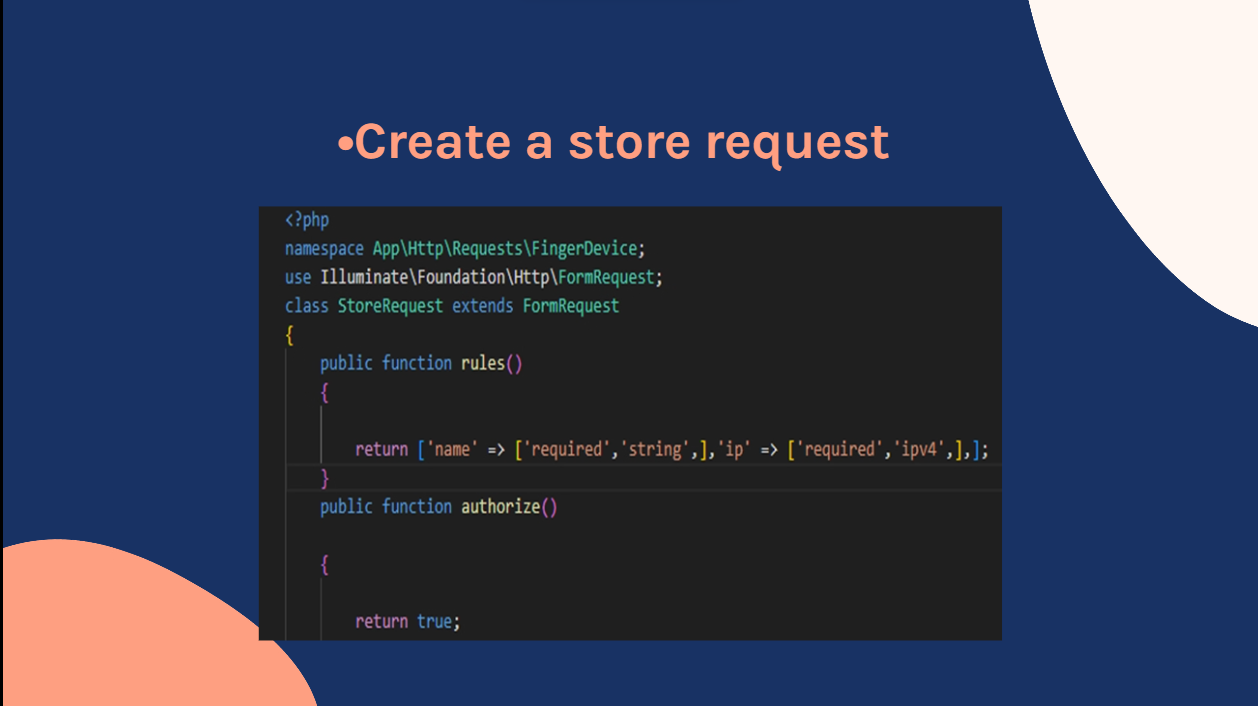 •Create a store request
<?php
namespace App\Http\Requests\FingerDevice;
use Illuminate\Foundation\Http\FormRequest;
class StoreRequest extends FormRequest
{
    public function rules()
    {
        return ['name' => ['required','string',],'ip' => ['required','ipv4',],];
    }
    public function authorize()
    {
        return true;